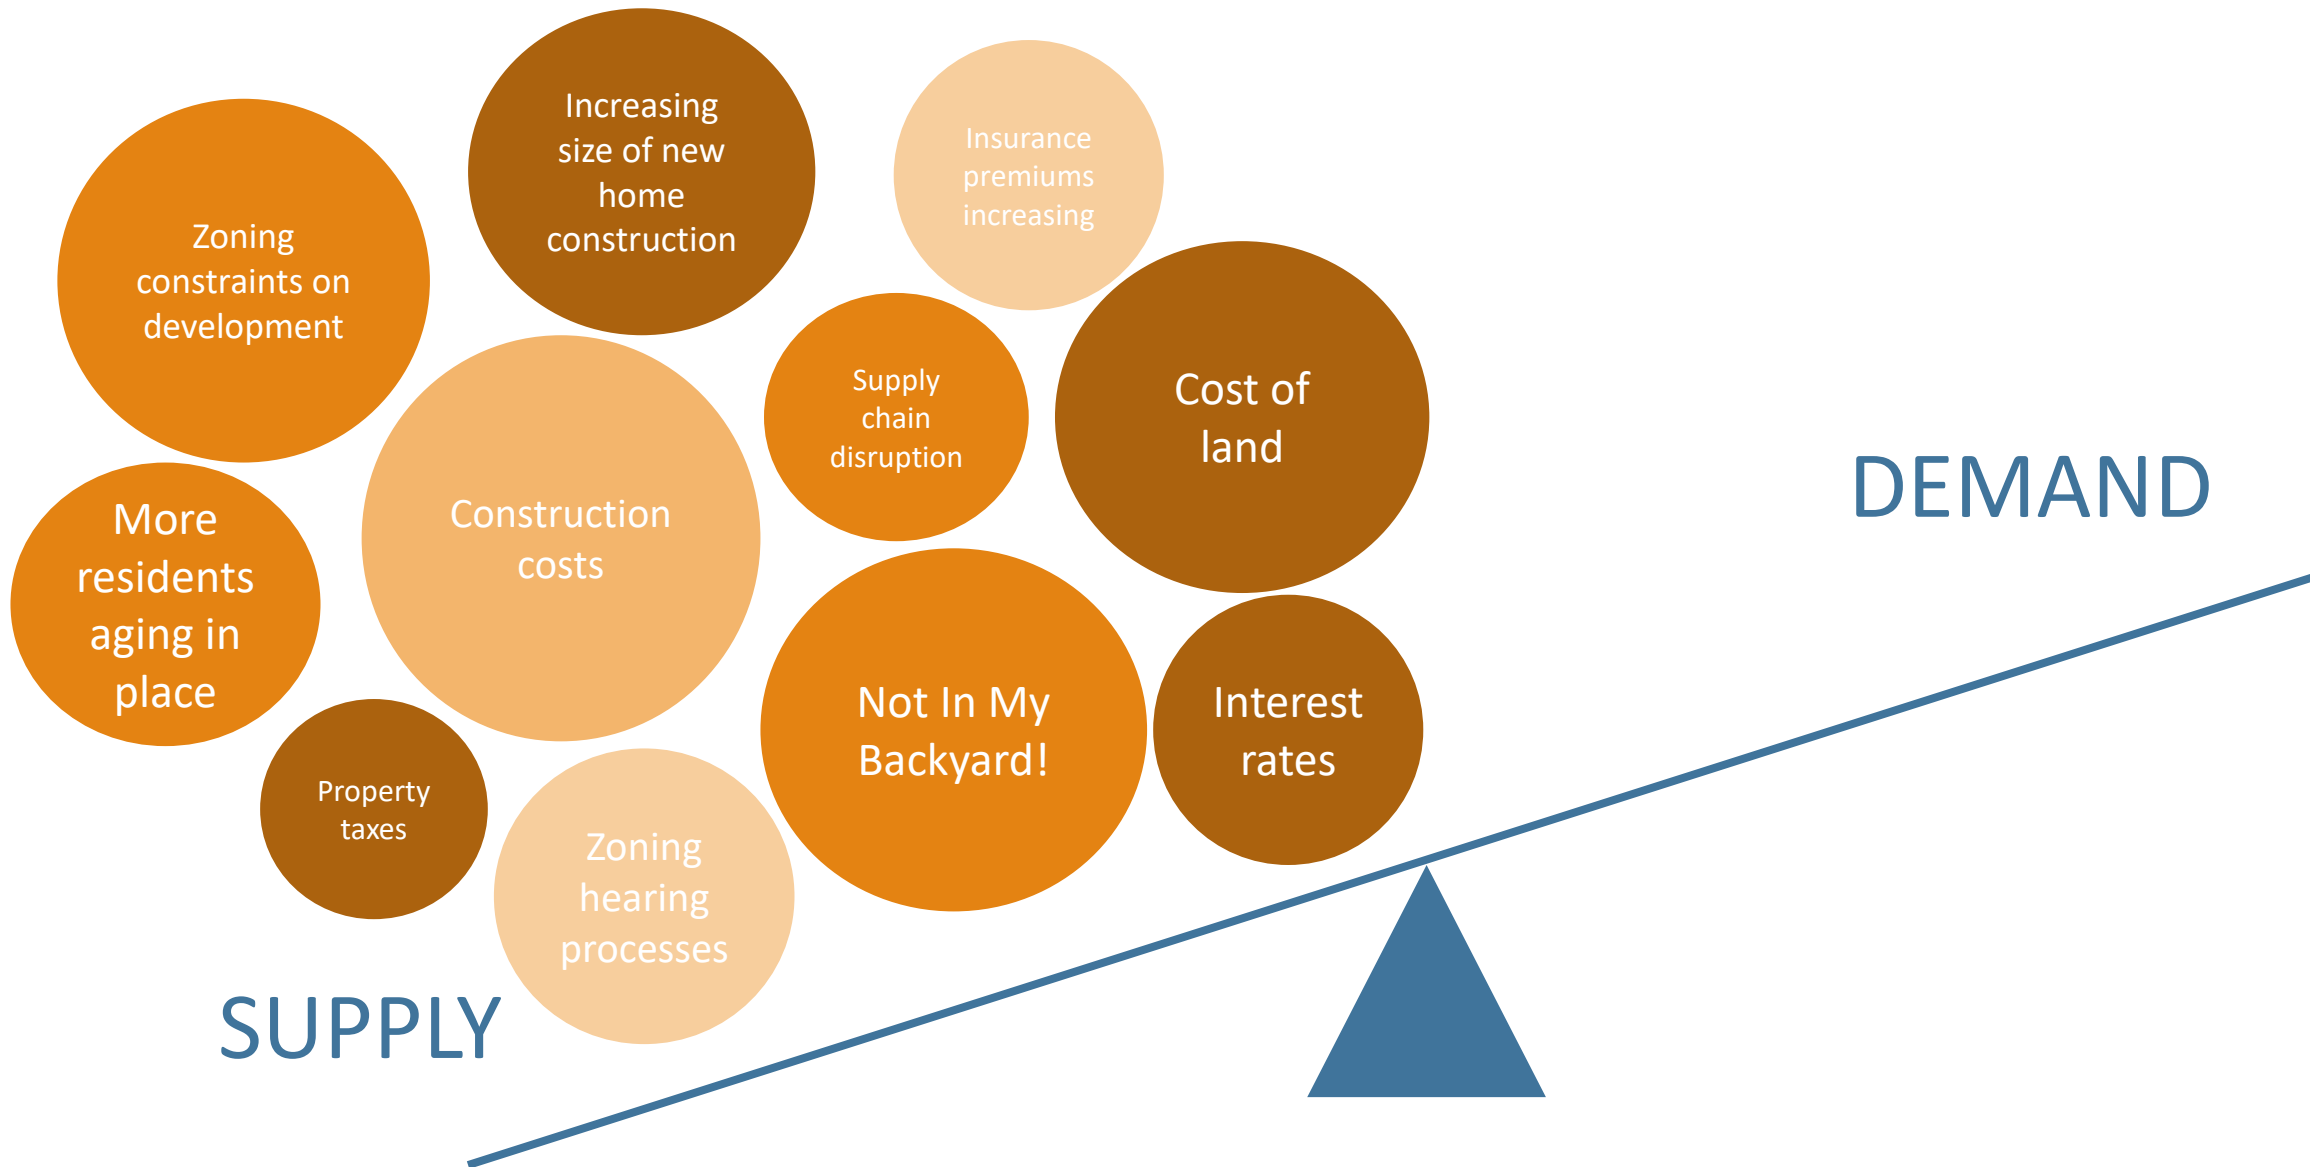 Increasing
size of new
home
construction
Insurance
premiums
increasing
Zoning
constraints on
development
Supply
chain
disruption
Cost of
land
DEMAND
More
residents
aging in
place
Construction
costs
Not In My
Backyard!
Interest
rates
Property
taxes
Zoning
hearing
processes
SUPPLY